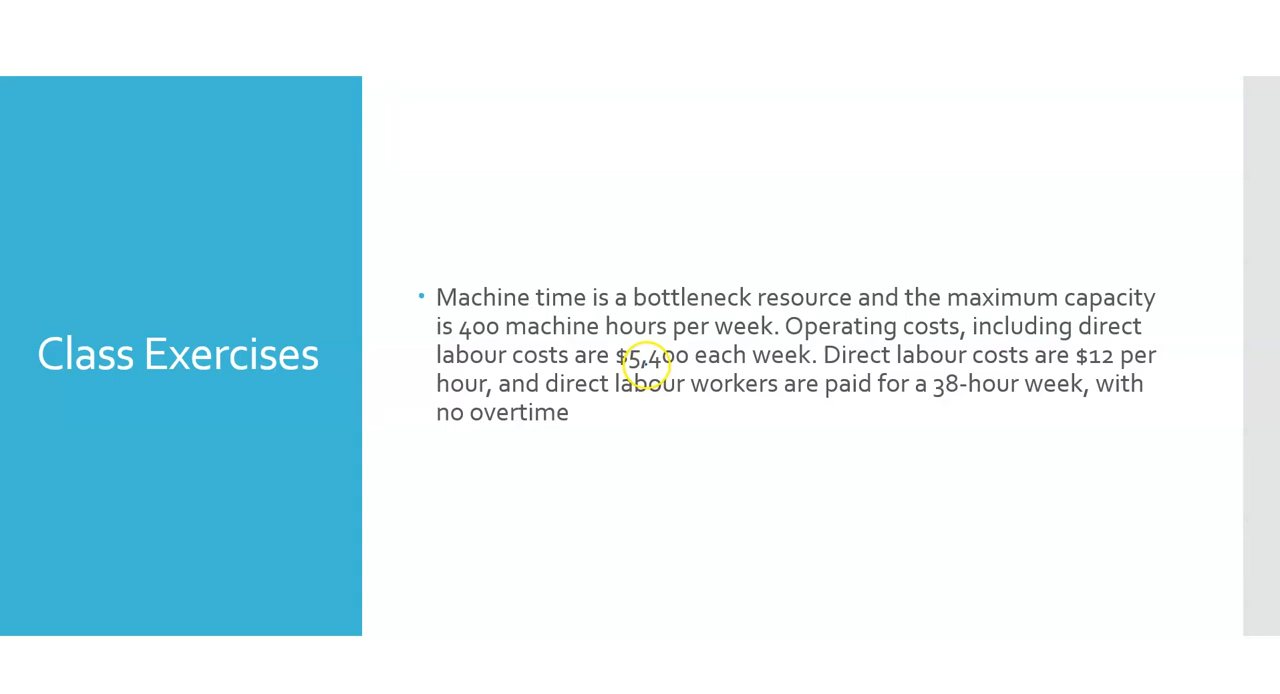 Class Exercises
• Machine time is a bottleneck resource and the maximum capacity
is 400 machine hours per week. Operating costs, including direct
labour costs are $5,400 each week. Direct labour costs are $12 per
hour, and direct labour workers are paid for a 38-hour week, with
no overtime